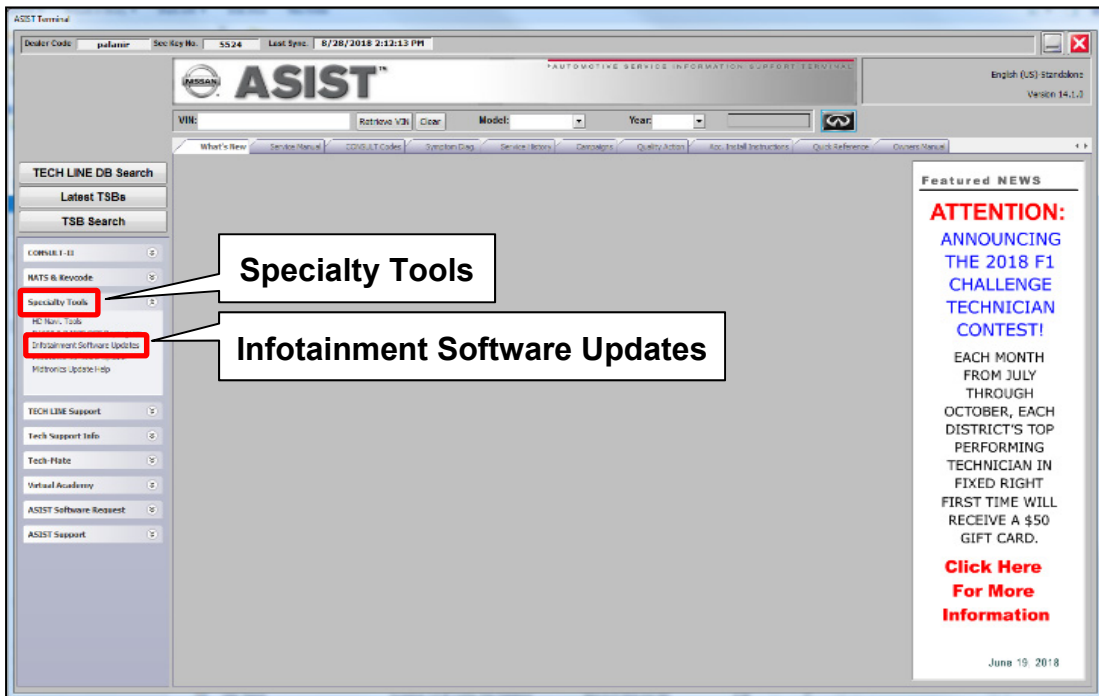 ASIST Terminal
Dealer Code palanir Sec Key No. 5524 Last Sync. 8/28/2018 2:12:13 PM
NISSAN ASIST™
AUTOMOTIVE SERVICE INFORMATION SUPPORT TERMINAL
English (US)-Standalone
Version 14.1.0
VIN: Retrieve VIN Clear Model: Year:
What's New Service Manual CONSULT Codes Symptom Diag. Service History Campaigns Quality Action Acc. Install Instructions Quick Reference Owners Manual
TECH LINE DB Search
Latest TSBs
TSB Search
CONSULT-II
NATS & Keycode
Specialty Tools
HD Navi. Tools
Infotainment Software Updates
Midtronics Update Help
TECH LINE Support
Tech Support Info
Tech-Mate
Virtual Academy
ASIST Software Request
ASIST Support
Specialty Tools
Infotainment Software Updates
Featured NEWS
ATTENTION:
ANNOUNCING
THE 2018 F1
CHALLENGE
TECHNICIAN
CONTEST!
EACH MONTH
FROM JULY
THROUGH
OCTOBER, EACH
DISTRICT'S TOP
PERFORMING
TECHNICIAN IN
FIXED RIGHT
FIRST TIME WILL
RECEIVE A $50
GIFT CARD.
Click Here
For More
Information
June 19, 2018